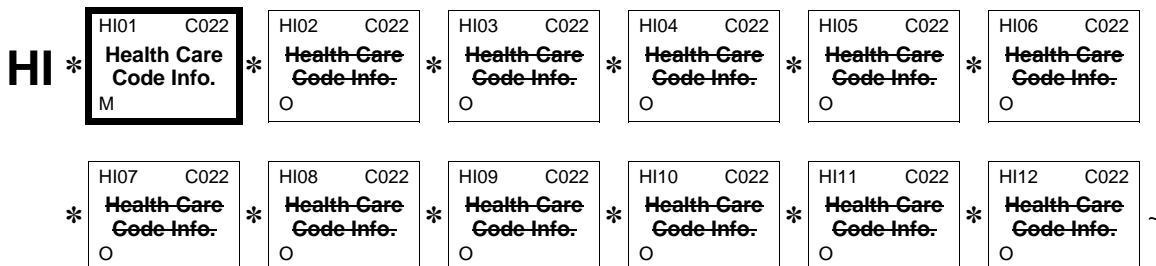 HI01 C022 HI02 C022 HI03 C022 HI04 C022 HI05 C022 HI06 C022
HI * Health Care * Health Care * Health Care * Health Care * Health Care * Health Care
Code Info. Code Info. Code Info. Code Info. Code Info. Code Info.
M O O O O O
HI07 C022 HI08 C022 HI09 C022 HI10 C022 HI11 C022 HI12 C022
* Health Care * Health Care * Health Care * Health Care * Health Care * Health Care ~
Code Info. Code Info. Code Info. Code Info. Code Info. Code Info.
O O O O O O